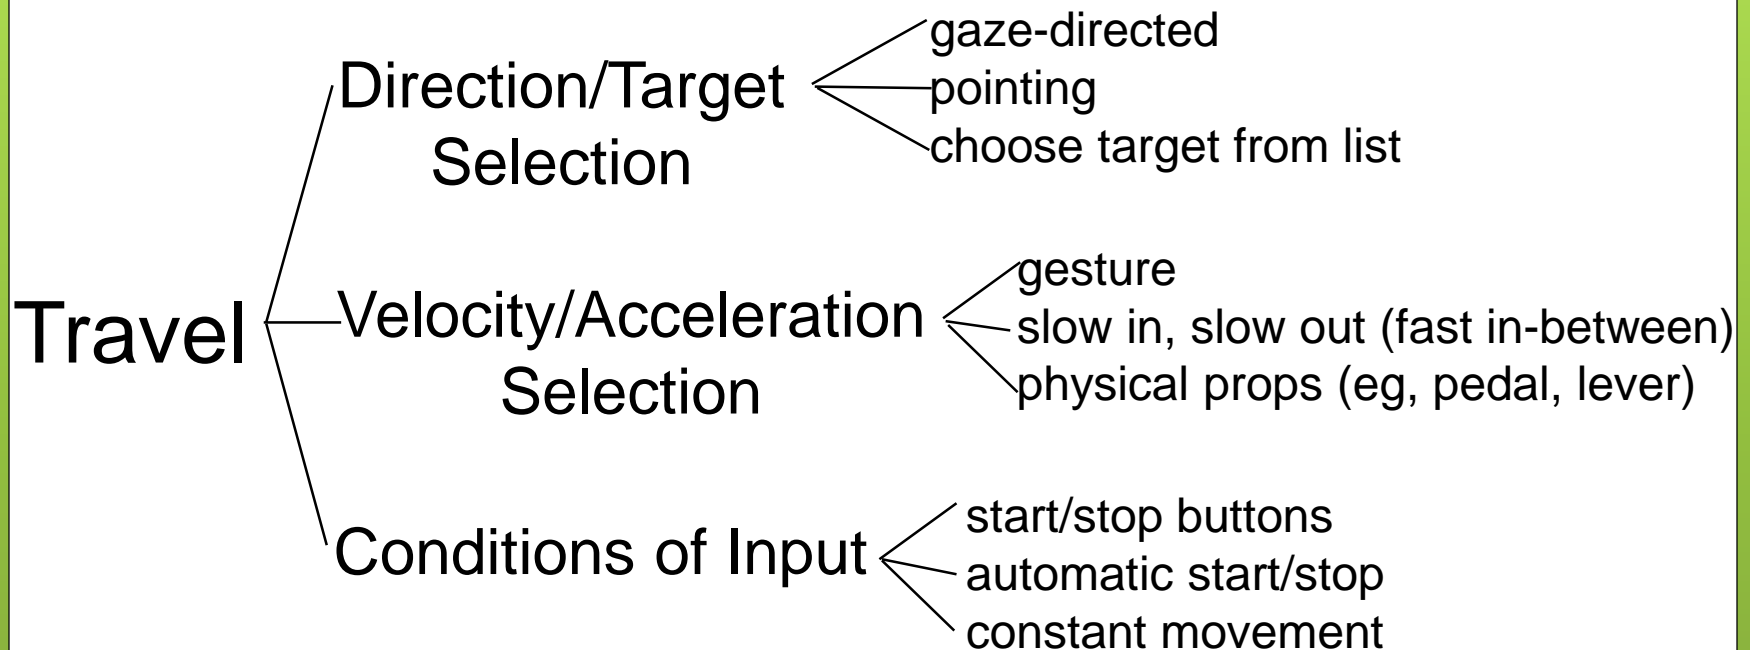 Travel
Direction/Target
Selection
gaze-directed
pointing
choose target from list
Velocity/Acceleration
Selection
gesture
slow in, slow out (fast in-between)
physical props (eg, pedal, lever)
Conditions of Input
start/stop buttons
automatic start/stop
constant movement